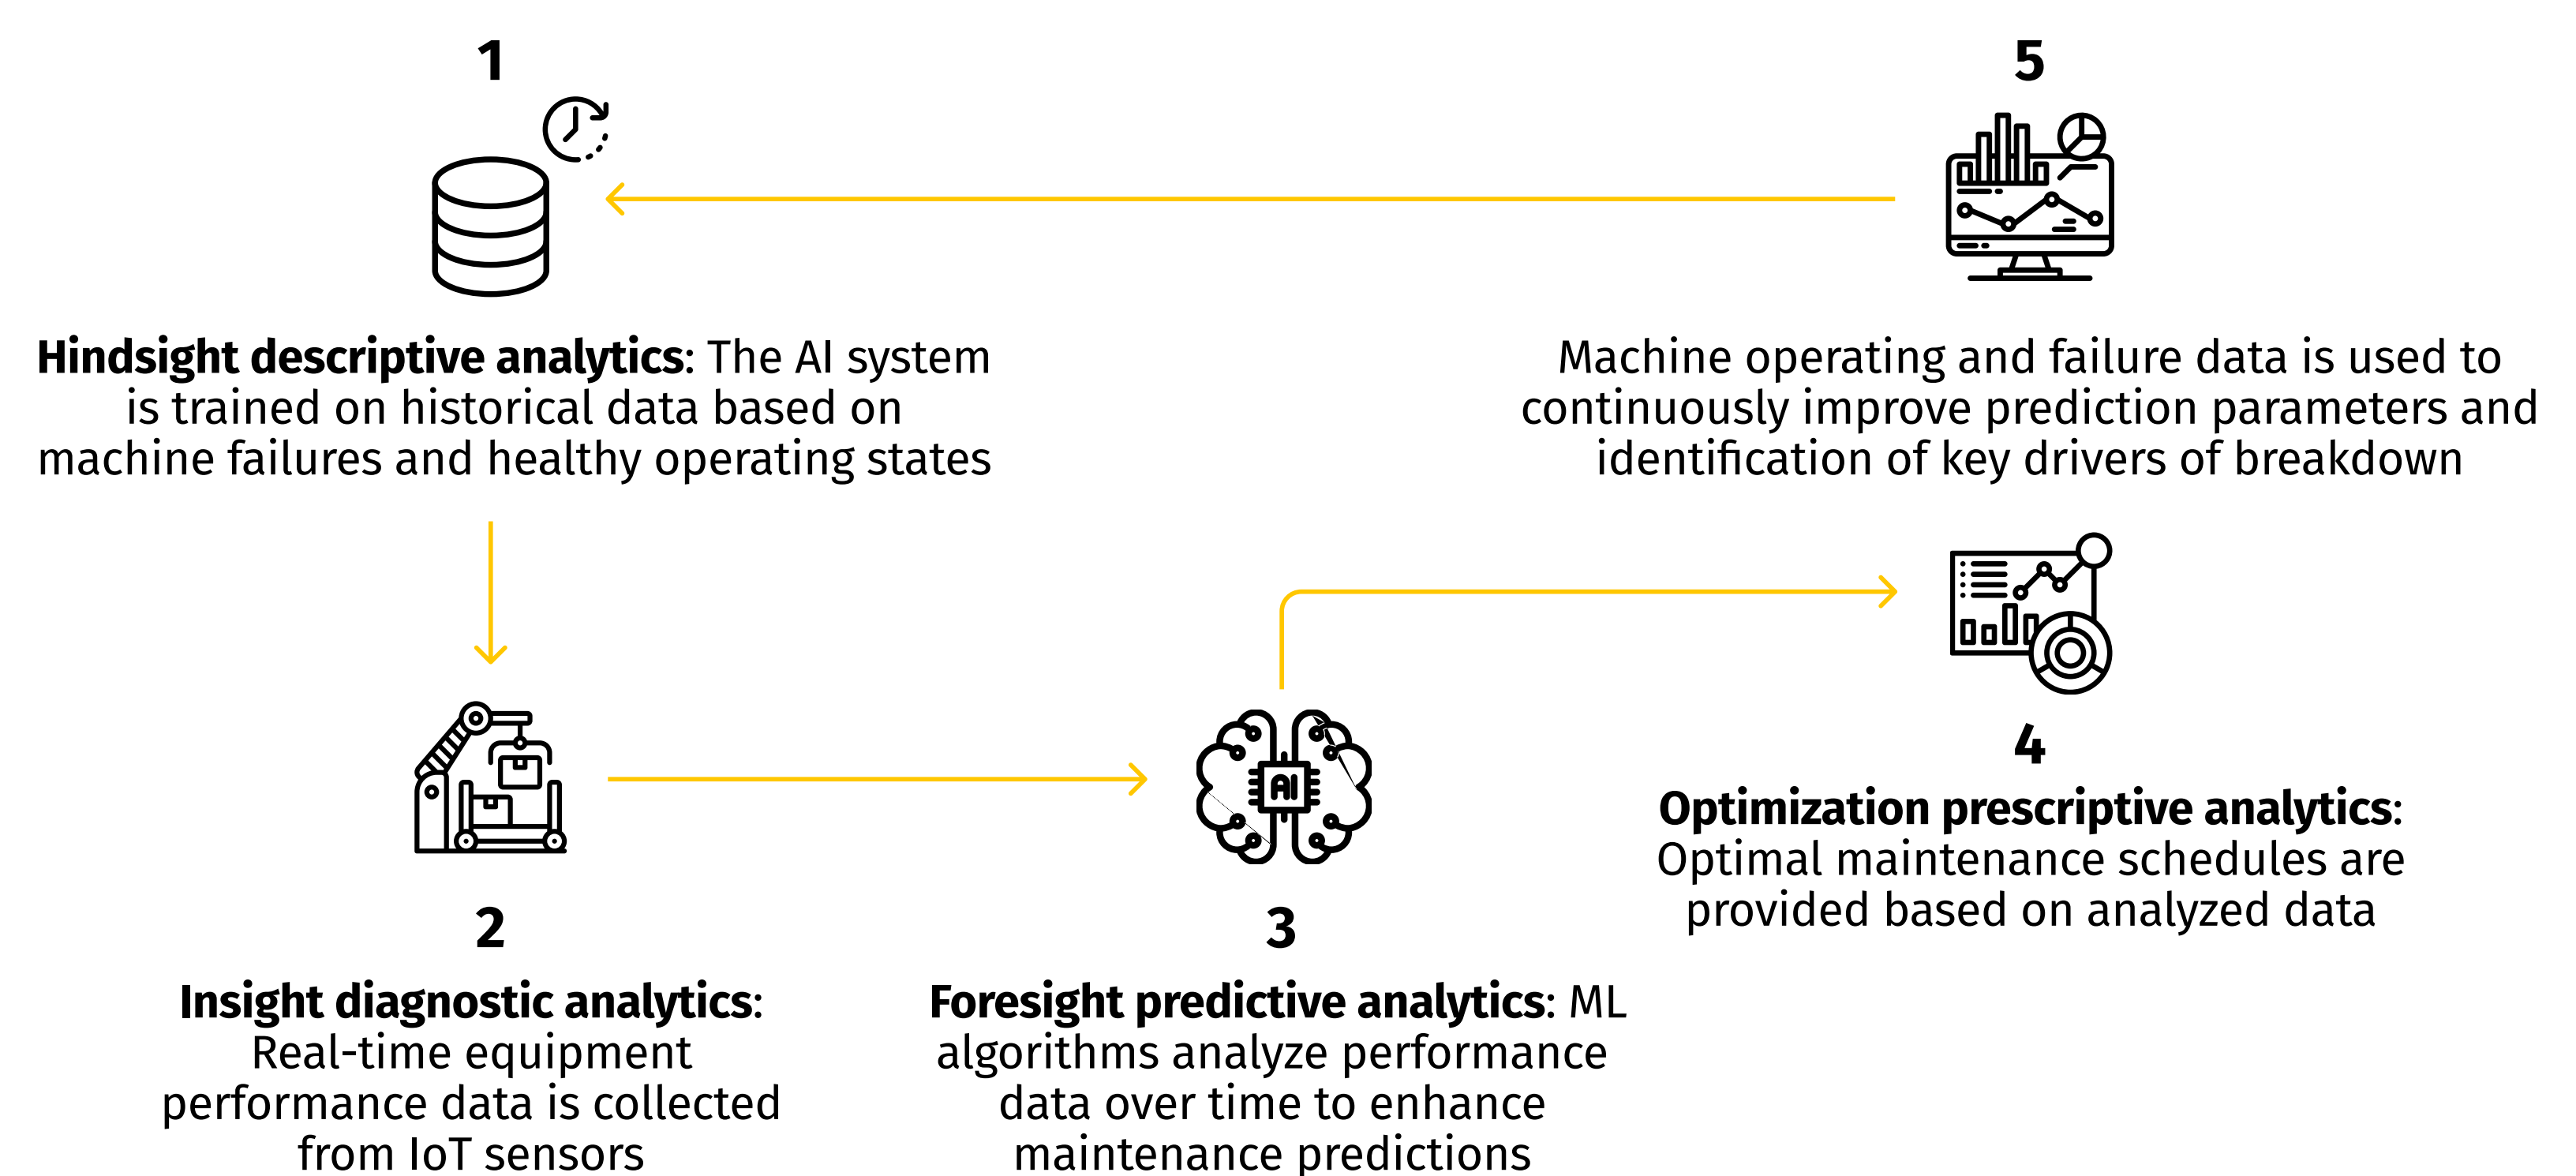 1
Hindsight descriptive analytics: The AI system
is trained on historical data based on
machine failures and healthy operating states
2
Insight diagnostic analytics:
Real-time equipment
performance data is collected
from IoT sensors
AI
3
Foresight predictive analytics: ML
algorithms analyze performance
data over time to enhance
maintenance predictions
4
Optimization prescriptive analytics:
Optimal maintenance schedules are
provided based on analyzed data
5
Machine operating and failure data is used to
continuously improve prediction parameters and
identification of key drivers of breakdown